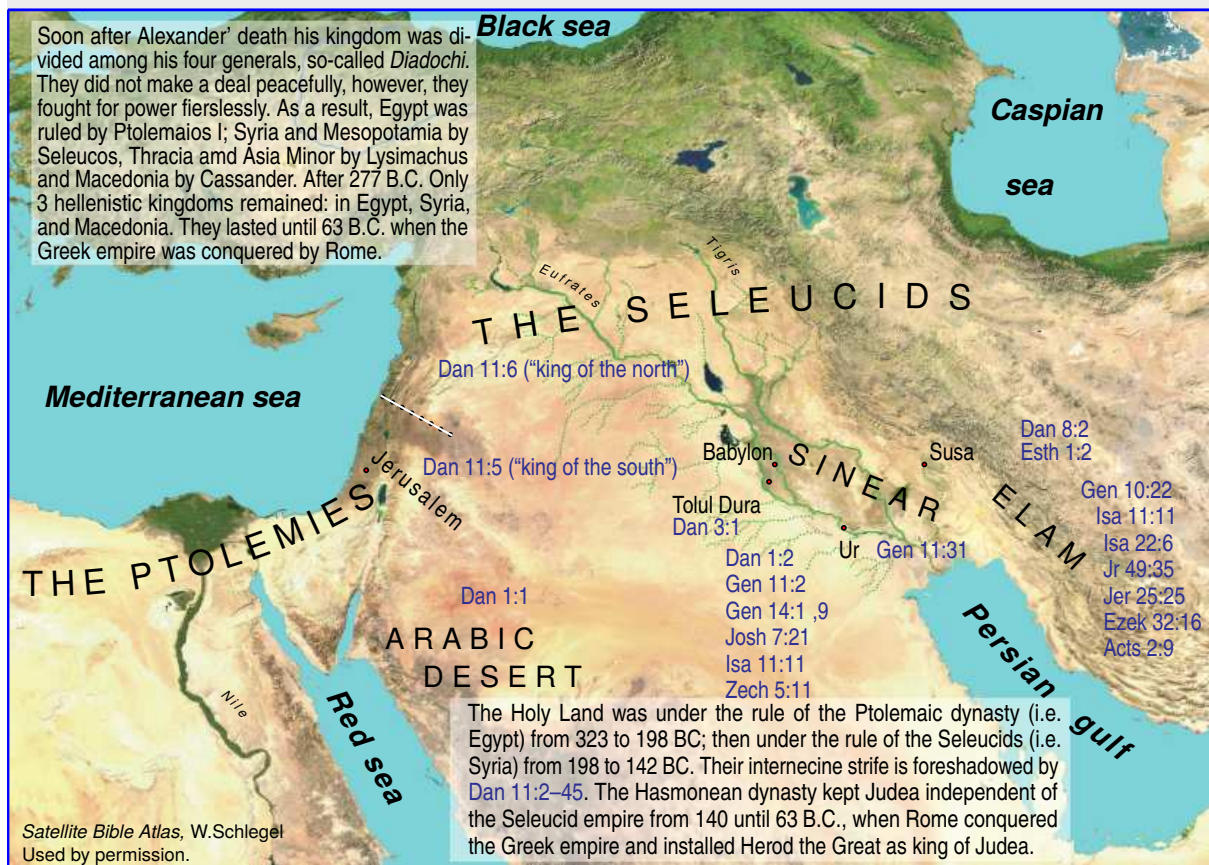 Soon after Alexander' death his kingdom was di-
vided among his four generals, so-called Diadochi.
They did not make a deal peacefully, however, they
fought for power fierslessly. As a result, Egypt was
ruled by Ptolemaios I; Syria and Mesopotamia by
Seleucos, Thracia amd Asia Minor by Lysimachus
and Macedonia by Cassander. After 277 B.C. Only
3 hellenistic kingdoms remained: in Egypt, Syria,
and Macedonia. They lasted until 63 B.C. when the
Greek empire was conquered by Rome.
Black sea
Caspian
sea
Tigris
Eufrates
THE SELEUCIDS
Dan 11:6 ("king of the north")
Mediterranean sea
Dan 8:2
Esth 1:2
Babylon
Susa
SINEAR
Jerusalem
Dan 11:5 ("king of the south")
Tolul Dura
Dan 3:1
ELAM
Gen 10:22
Isa 11:11
Isa 22:6
Jr 49:35
Jer 25:25
Ezek 32:16
Acts 2:9
Ur
Gen 11:31
THE PTOLEMIES
Dan 1:2
Gen 11:2
Gen 14:1 ,9
Josh 7:21
Isa 11:11
Zech 5:11
Dan 1:1
ARABIC
DESERT
Persian gulf
Nile
Red sea
The Holy Land was under the rule of the Ptolemaic dynasty (i.e.
Egypt) from 323 to 198 BC; then under the rule of the Seleucids (i.e.
Syria) from 198 to 142 BC. Their internecine strife is foreshadowed by
Dan 11:2–45. The Hasmonean dynasty kept Judea independent of
the Seleucid empire from 140 until 63 B.C., when Rome conquered
the Greek empire and installed Herod the Great as king of Judea.
Satellite Bible Atlas, W.Schlegel
Used by permission.